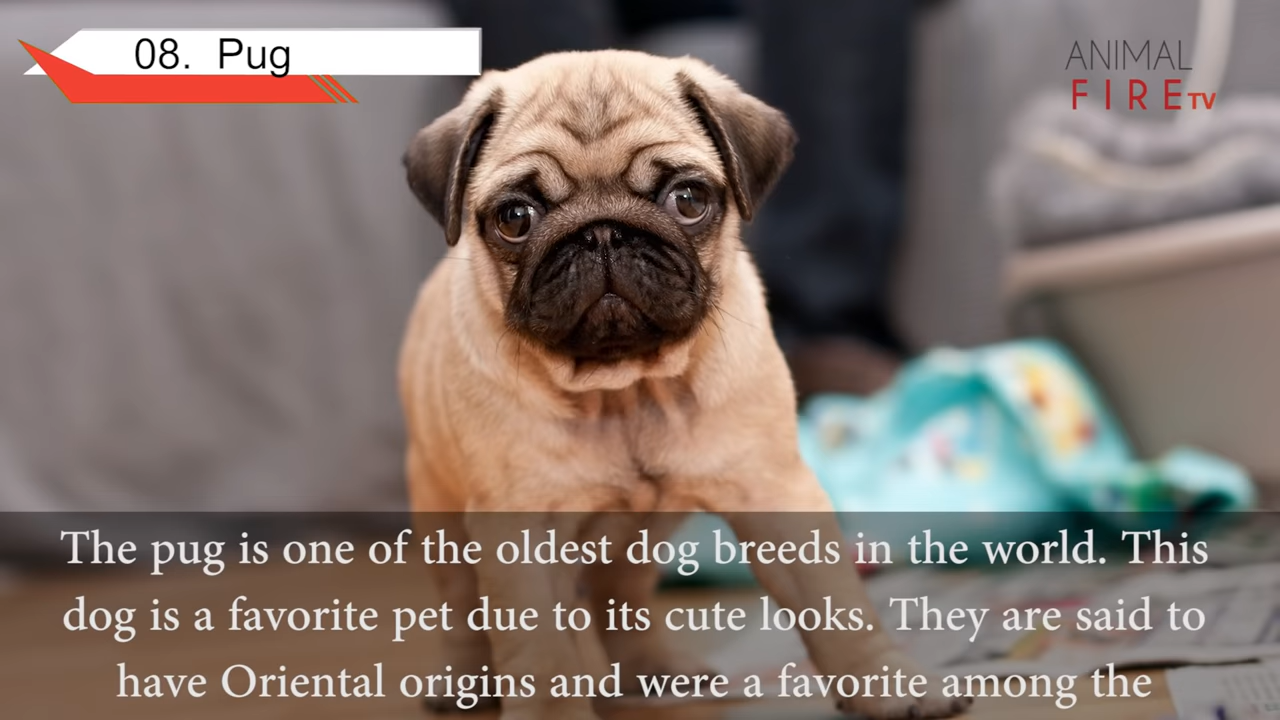 08. Pug
ANIMAL
FIRE TV
The pug is one of the oldest dog breeds in the world. This
dog is a favorite pet due to its cute looks. They are said to
have Oriental origins and were a favorite among the